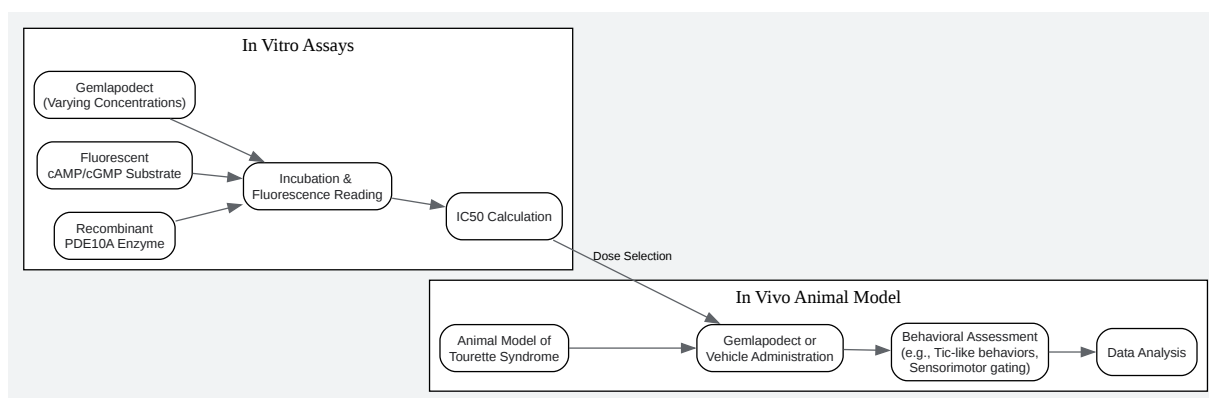 In Vitro Assays
Gemlapodect
(Varying Concentrations)
Fluorescent
cAMP/cGMP Substrate
Recombinant
PDE10A Enzyme
Incubation &
Fluorescence Reading
IC50 Calculation
Dose Selection
In Vivo Animal Model
Animal Model of
Tourette Syndrome
Gemlapodect or
Vehicle Administration
Behavioral Assessment
(e.g., Tic-like behaviors,
Sensorimotor gating)
Data Analysis